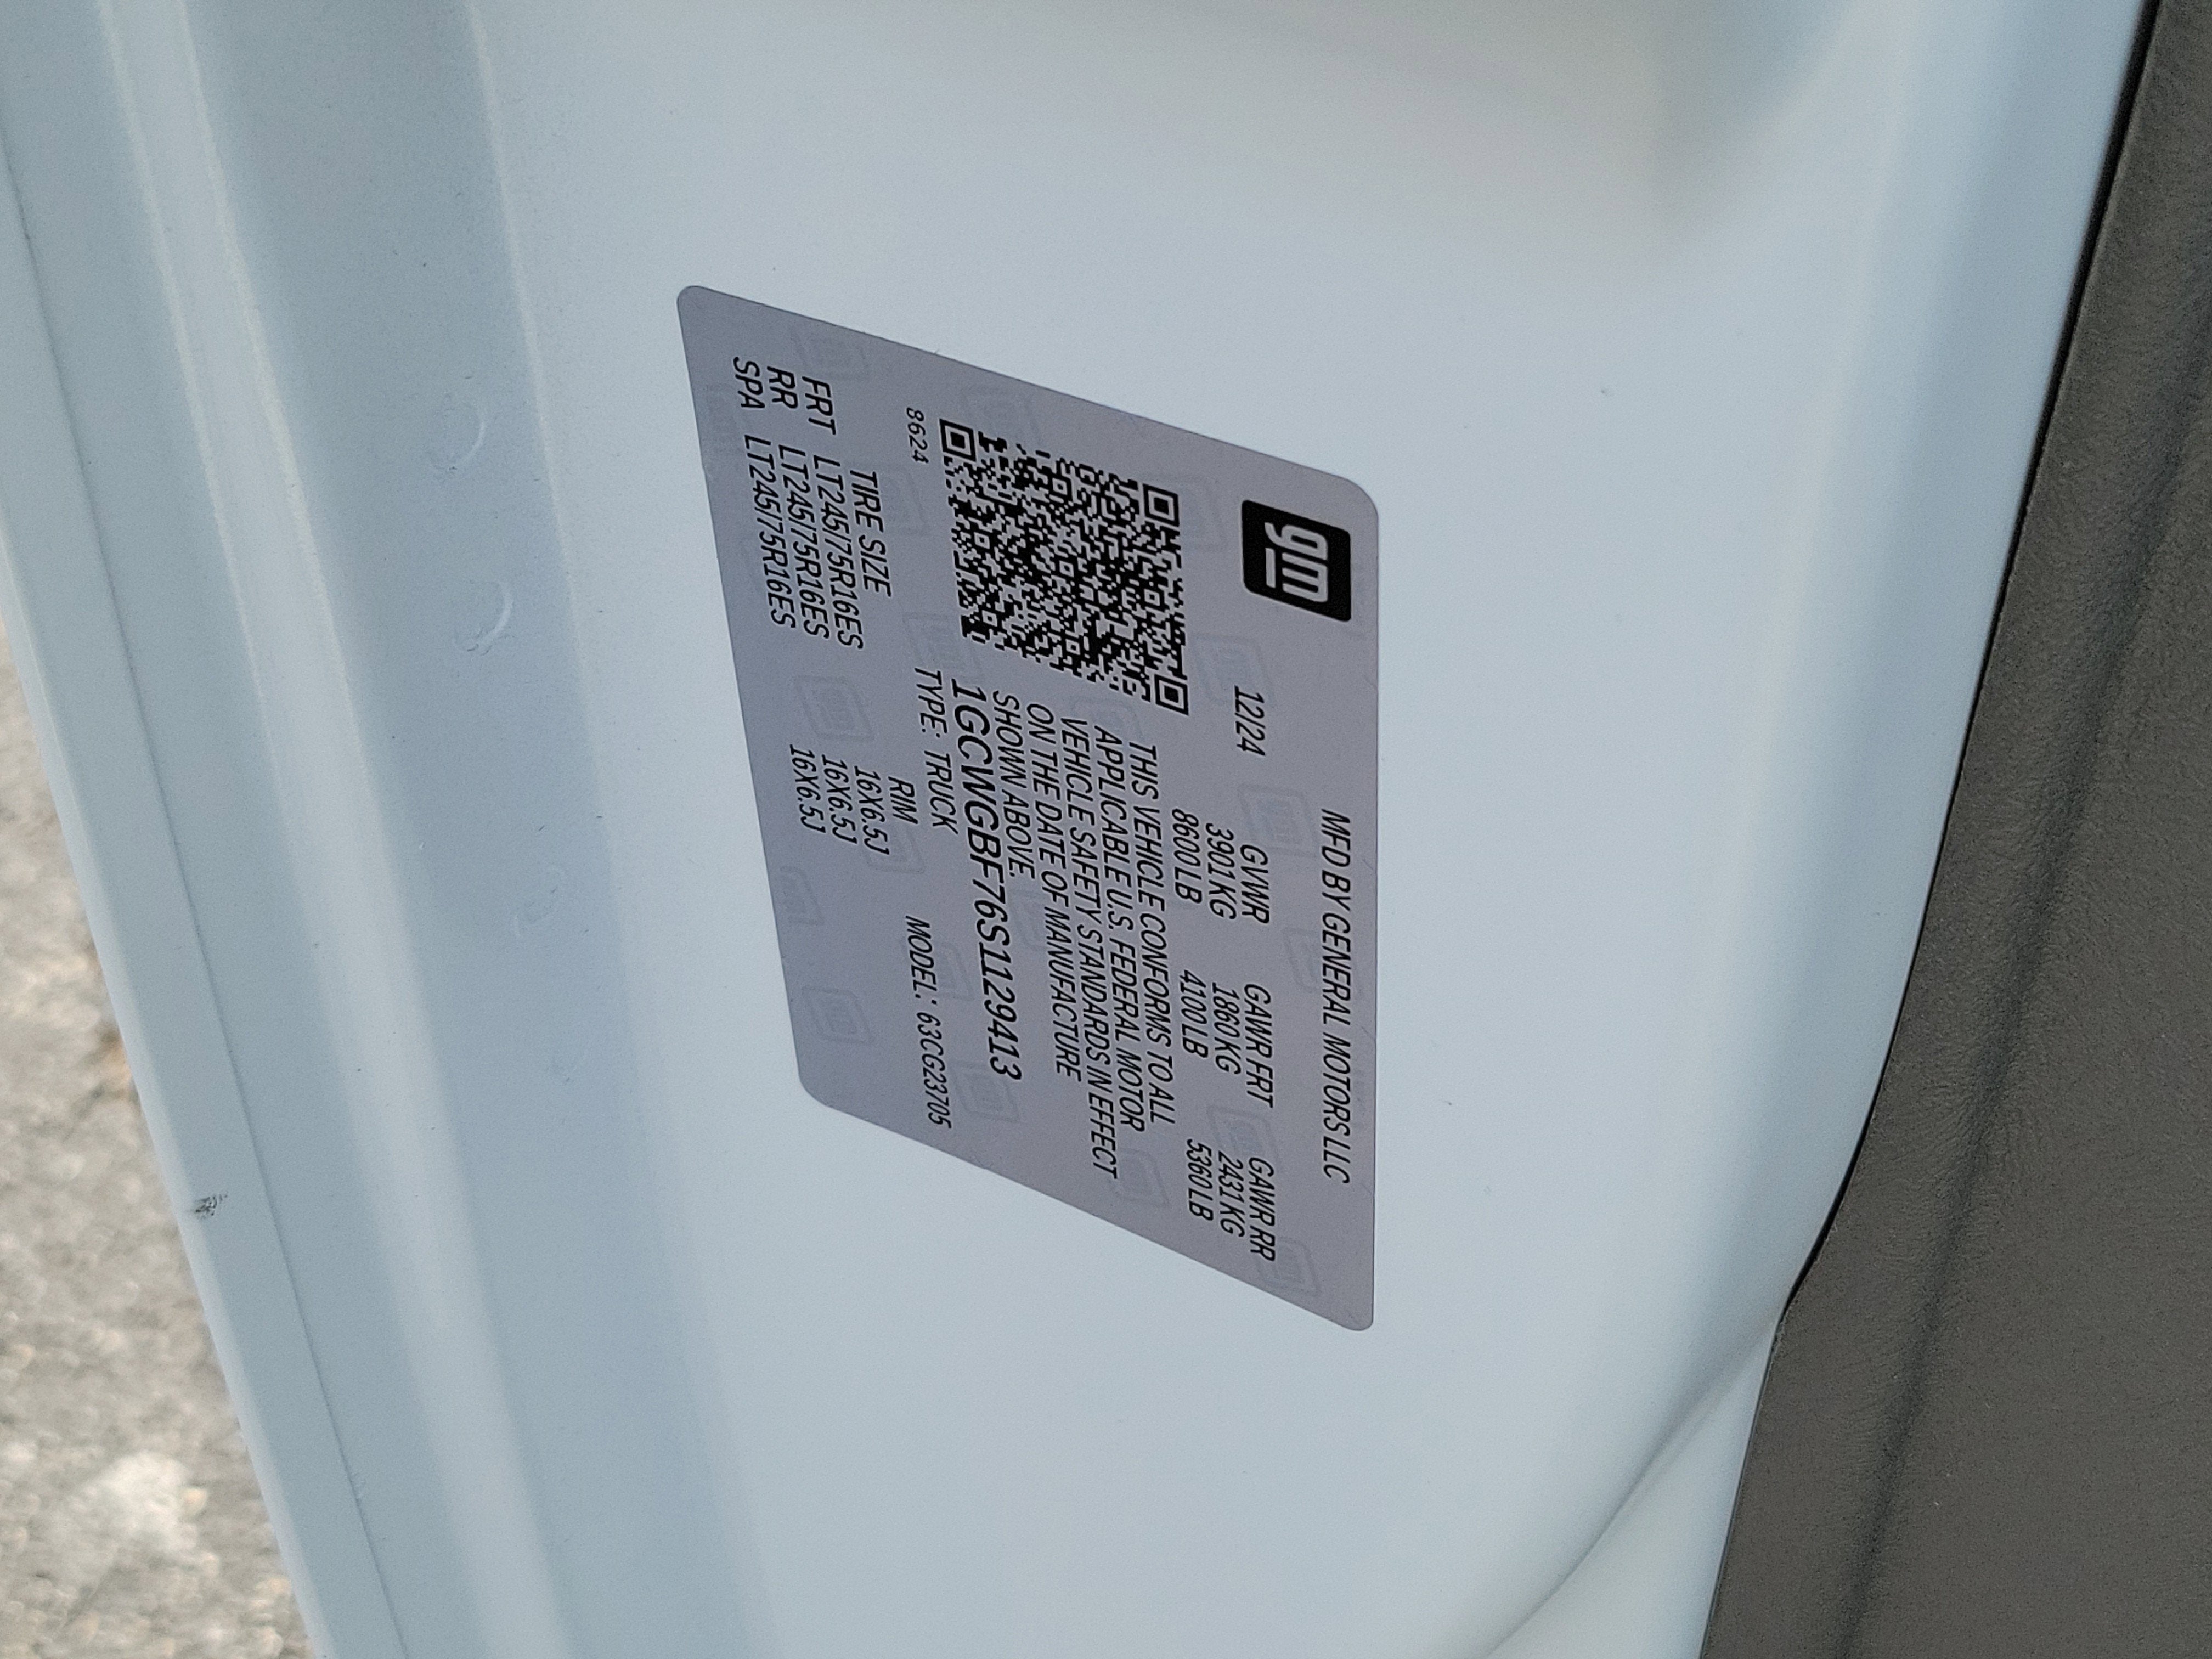 gm
MFD BY GENERAL MOTORS LLC
12/24 GVWR GAWR FRT GAWR RR
3901 KG 1860 KG 2431 KG
8600 LB 4100 LB 5360 LB
THIS VEHICLE CONFORMS TO ALL
APPLICABLE U.S. FEDERAL MOTOR
VEHICLE SAFETY STANDARDS IN EFFECT
ON THE DATE OF MANUFACTURE
SHOWN ABOVE.
1GCWGBF76S1129413
8624 TYPE: TRUCK MODEL: 63CG23705
TIRE SIZE RIM
FRT LT245/75R16ES 16X6.5J
RR LT245/75R16ES 16X6.5J
SPA LT245/75R16ES 16X6.5J